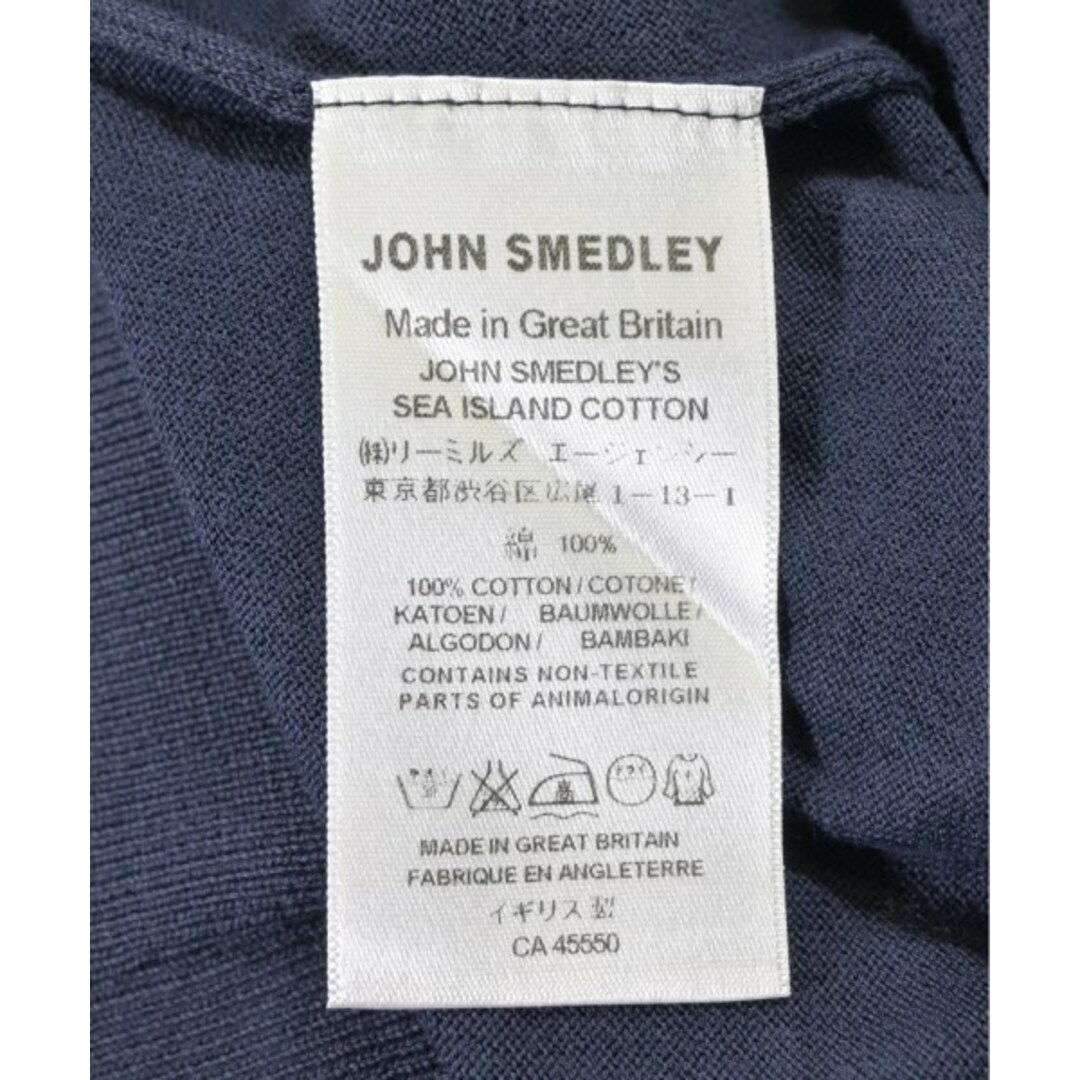 JOHN SMEDLEY
Made in Great Britain
JOHN SMEDLEY'S
SEA ISLAND COTTON
㈱リーミルズ エージェンシー
東京都渋谷区広尾1-13-1
綿 100%
100% COTTON / COTONE /
KATOEN / BAUMWOLLE /
ALGODON / BAMBAKI
CONTAINS NON-TEXTILE
PARTS OF ANIMALORIGIN
ドライ
MADE IN GREAT BRITAIN
FABRIQUE EN ANGLETERRE
イギリス製
CA 45550